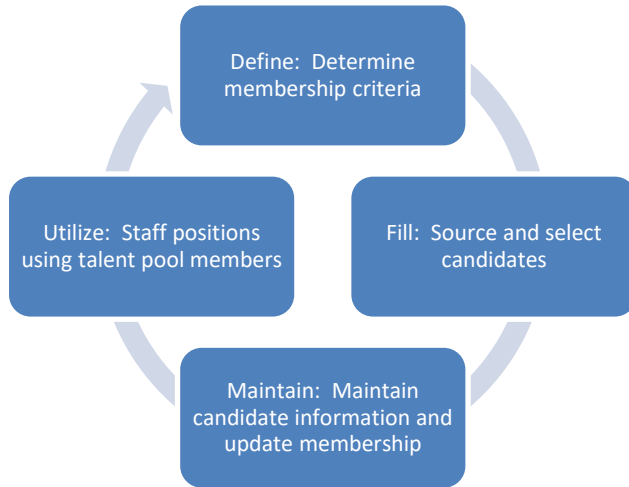 Define:  Determine
membership criteria
Fill:  Source and select
candidates
Maintain:  Maintain
candidate information and
update membership
Utilize:  Staff positions
using talent pool members